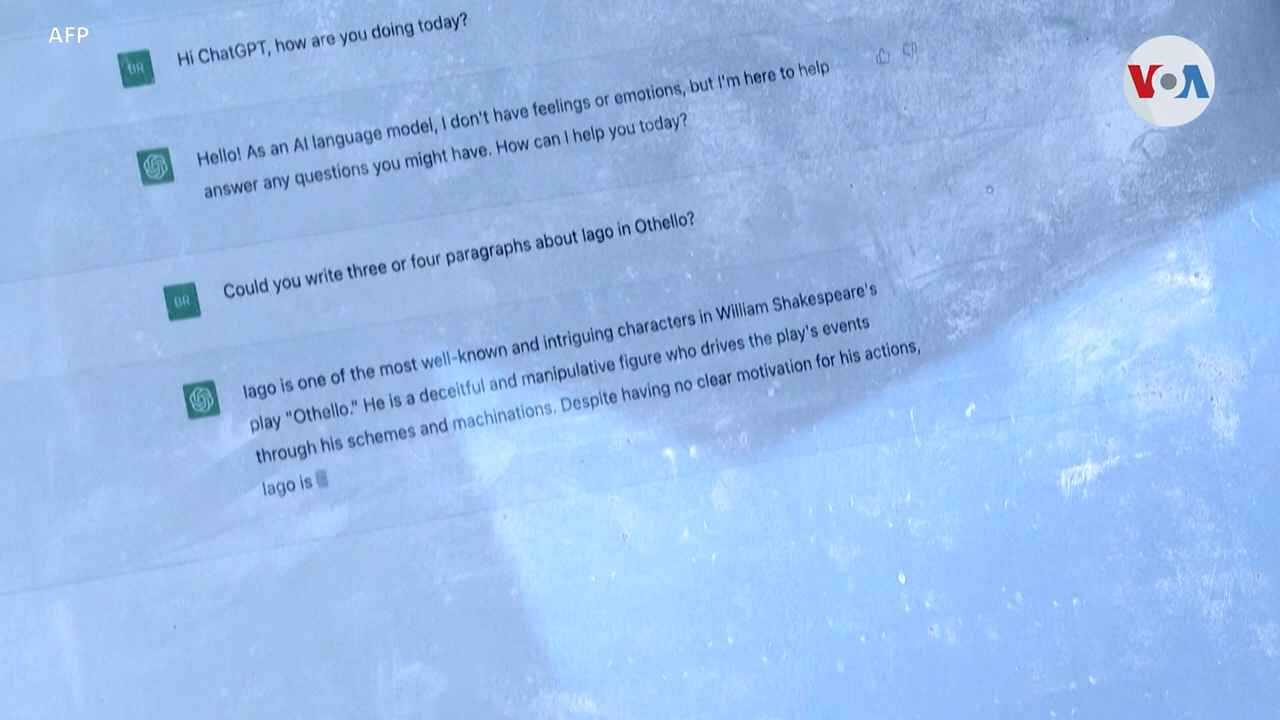 AFP
VOA
BR
Hi ChatGPT, how are you doing today?
Hello! As an AI language model, I don't have feelings or emotions, but I'm here to help
answer any questions you might have. How can I help you today?
BR
Could you write three or four paragraphs about Iago in Othello?
Iago is one of the most well-known and intriguing characters in William Shakespeare's
play "Othello." He is a deceitful and manipulative figure who drives the play's events
through his schemes and machinations. Despite having no clear motivation for his actions,
Iago is